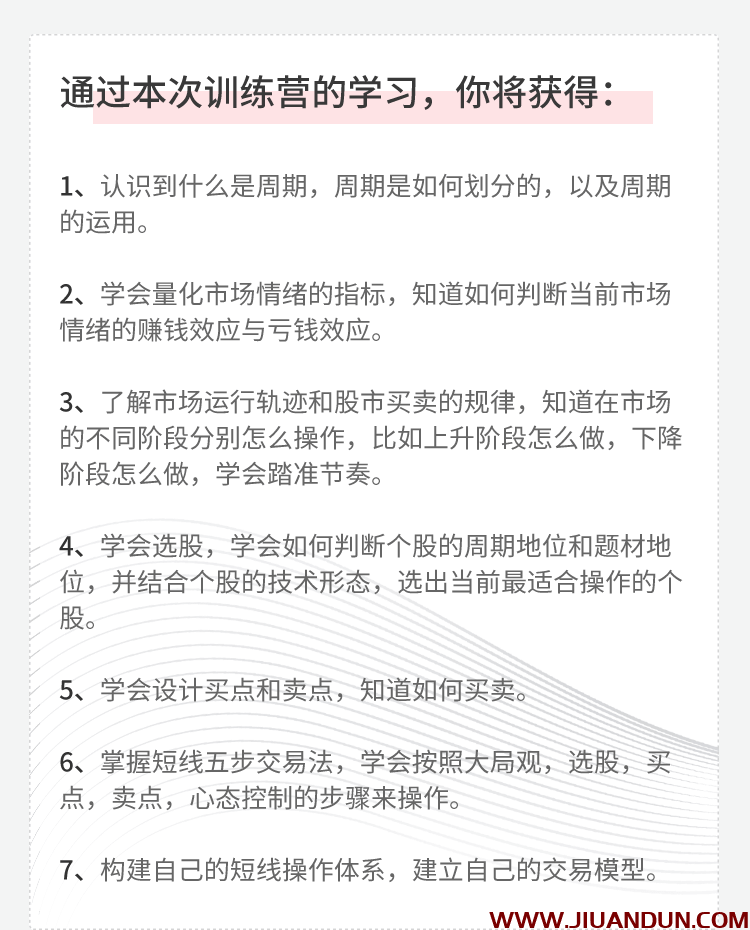 通过本次训练营的学习，你将获得：
1、认识到什么是周期，周期是如何划分的，以及周期
的运用。
2、学会量化市场情绪的指标，知道如何判断当前市场
情绪的赚钱效应与亏钱效应。
3、了解市场运行轨迹和股市买卖的规律，知道在市场
的不同阶段分别怎么操作，比如上升阶段怎么做，下降
阶段怎么做，学会踏准节奏。
4、学会选股，学会如何判断个股的周期地位和题材地
位，并结合个股的技术形态，选出当前最适合操作的个
股。
5、学会设计买点和卖点，知道如何买卖。
6、掌握短线五步交易法，学会按照大局观，选股，买
点，卖点，心态控制的步骤来操作。
7、构建自己的短线操作体系，建立自己的交易模型。
WWW.JIUANDUN.COM